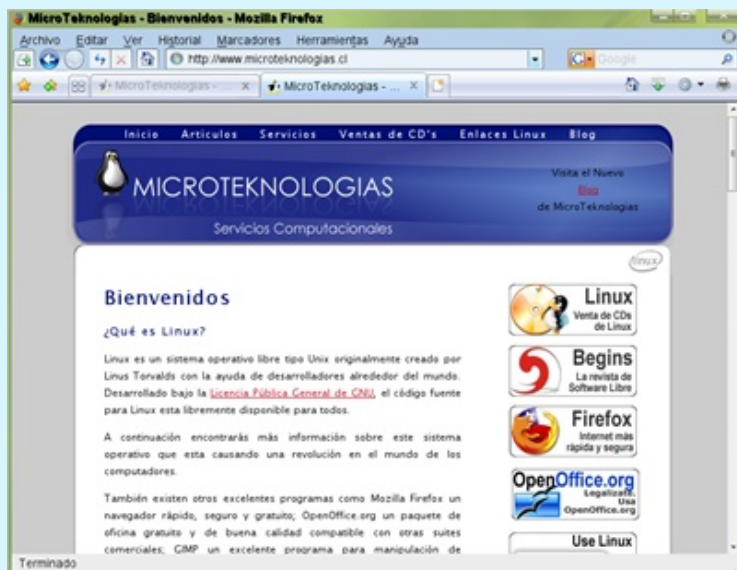 MicroTeknologias - Bienvenidos - Mozilla Firefox
Archivo Editar Ver Historial Marcadores Herramientas Ayuda
http://www.microteknologias.cl
Google
MicroTeknologias - ...
MicroTeknologias - ...
Inicio Articulos Servicios Ventas de CD's Enlaces Linux Blog
MICROTEKNOLOGIAS
Servicios Computacionales
Visita el Nuevo
Blog
de MicroTeknologias
linux
Bienvenidos
¿Qué es Linux?
Linux es un sistema operativo libre tipo Unix originalmente creado por
Linus Torvalds con la ayuda de desarrolladores alrededor del mundo.
Desarrollado bajo la Licencia Pública General de GNU, el código fuente
para Linux esta libremente disponible para todos.
A continuación encontrarás más información sobre este sistema
operativo que esta causando una revolución en el mundo de los
computadores.
También existen otros excelentes programas como Mozilla Firefox un
navegador rápido, seguro y gratuito; OpenOffice.org un paquete de
oficina gratuito y de buena calidad compatible con otras suites
comerciales; GIMP un excelente programa para manipulación de
Linux
Venta de CDs
de Linux
Begins
La revista de
Software Libre
Firefox
Internet más
rápida y segura
OpenOffice.org
Legalízate.
Usa
OpenOffice.org
Use Linux
Terminado